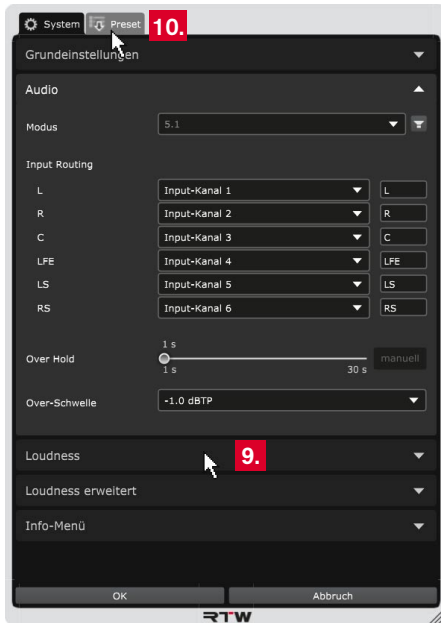 System Preset 10.
Grundeinstellungen
Audio
Modus 5.1
Input Routing
L Input-Kanal 1 L
R Input-Kanal 2 R
C Input-Kanal 3 C
LFE Input-Kanal 4 LFE
LS Input-Kanal 5 LS
RS Input-Kanal 6 RS
1 s
Over Hold manuell
1 s 30 s
Over-Schwelle -1.0 dBTP
Loudness 9.
Loudness erweitert
Info-Menü
OK Abbruch
RTW